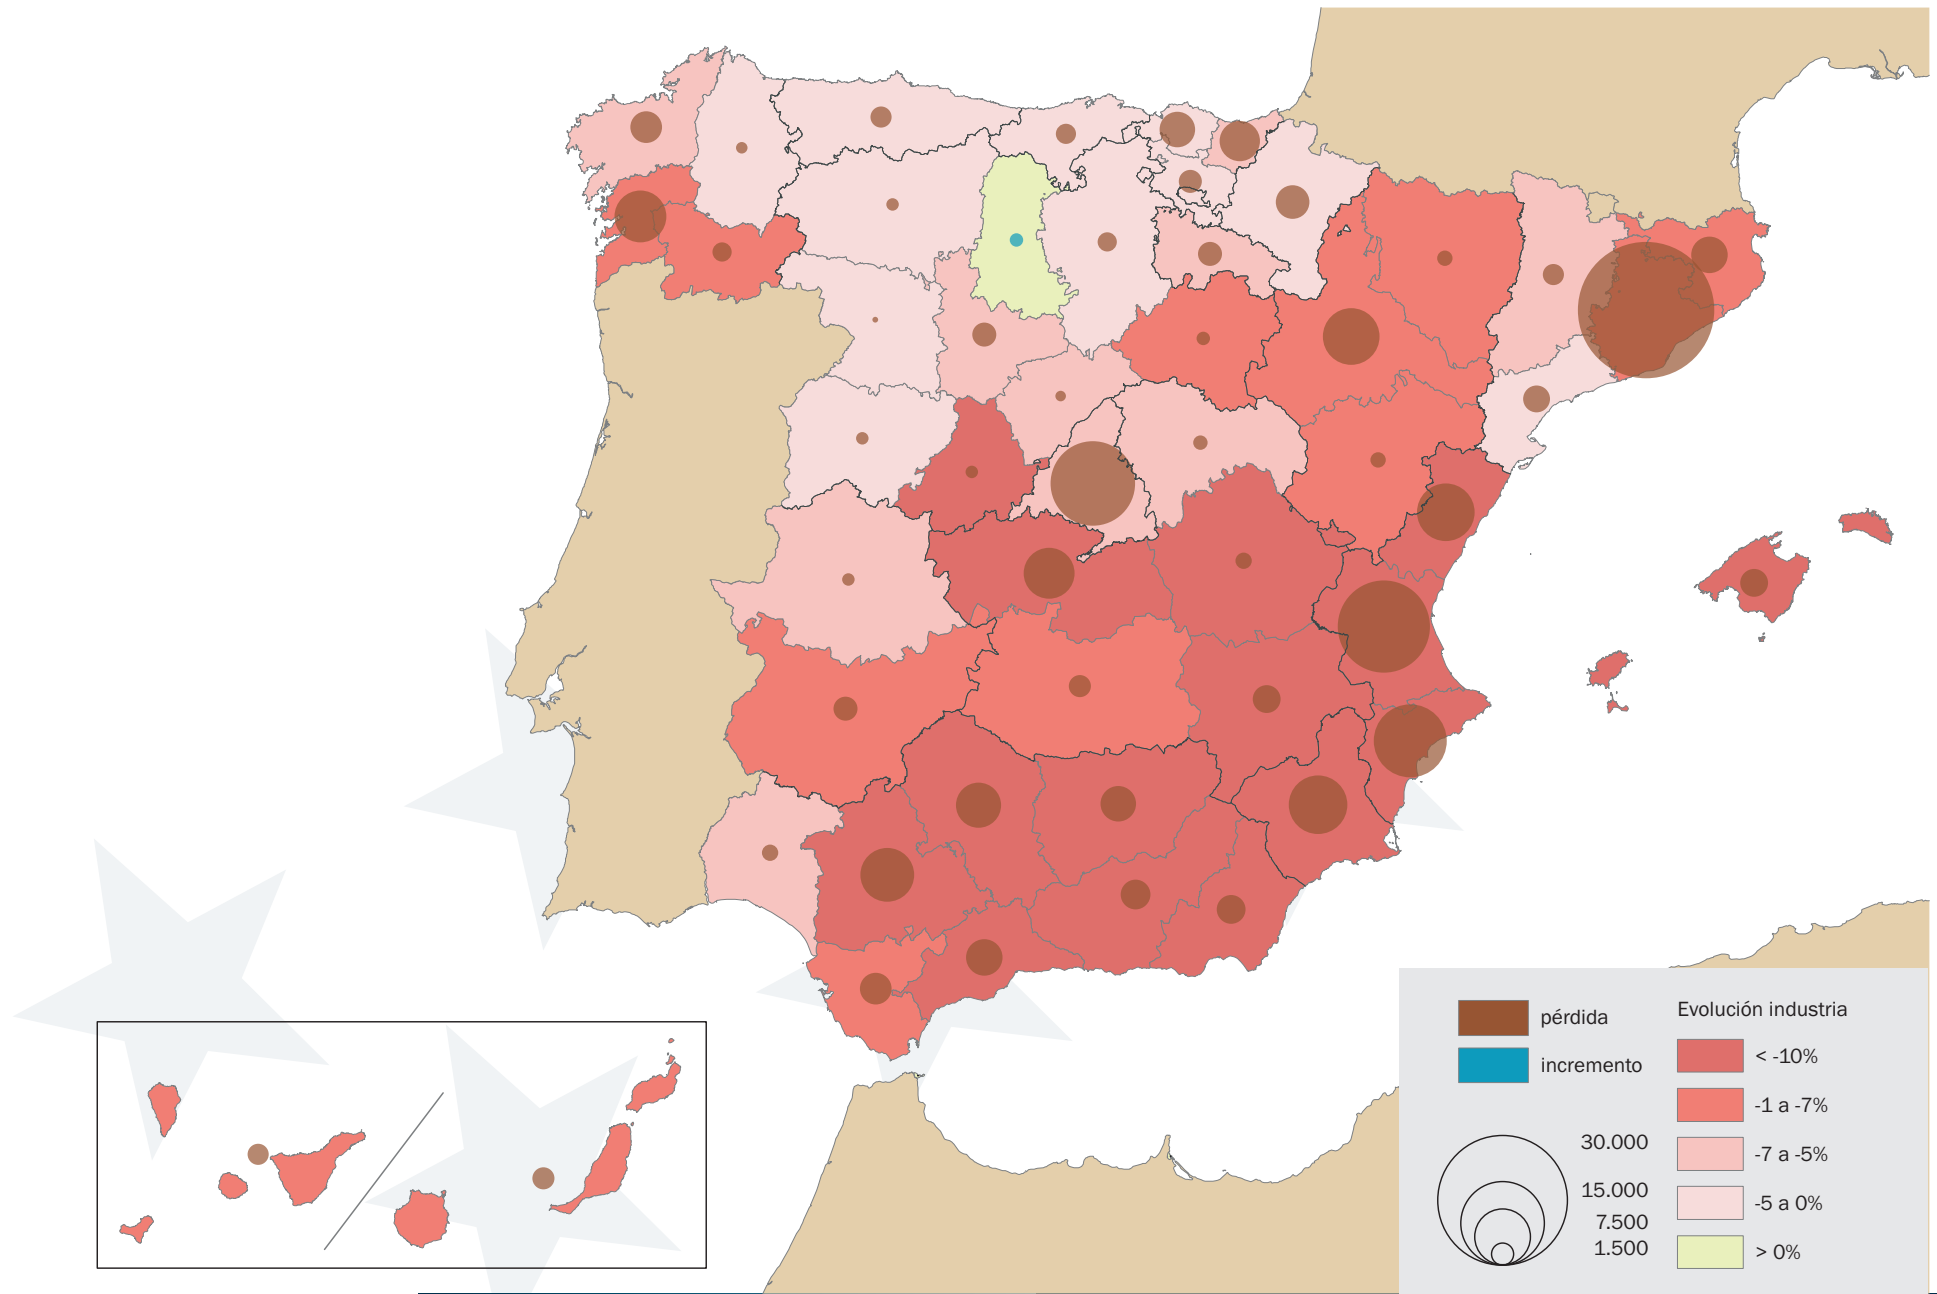 pérdida
incremento
30.000
15.000
7.500
1.500
Evolución industria
< -10%
-1 a -7%
-7 a -5%
-5 a 0%
> 0%